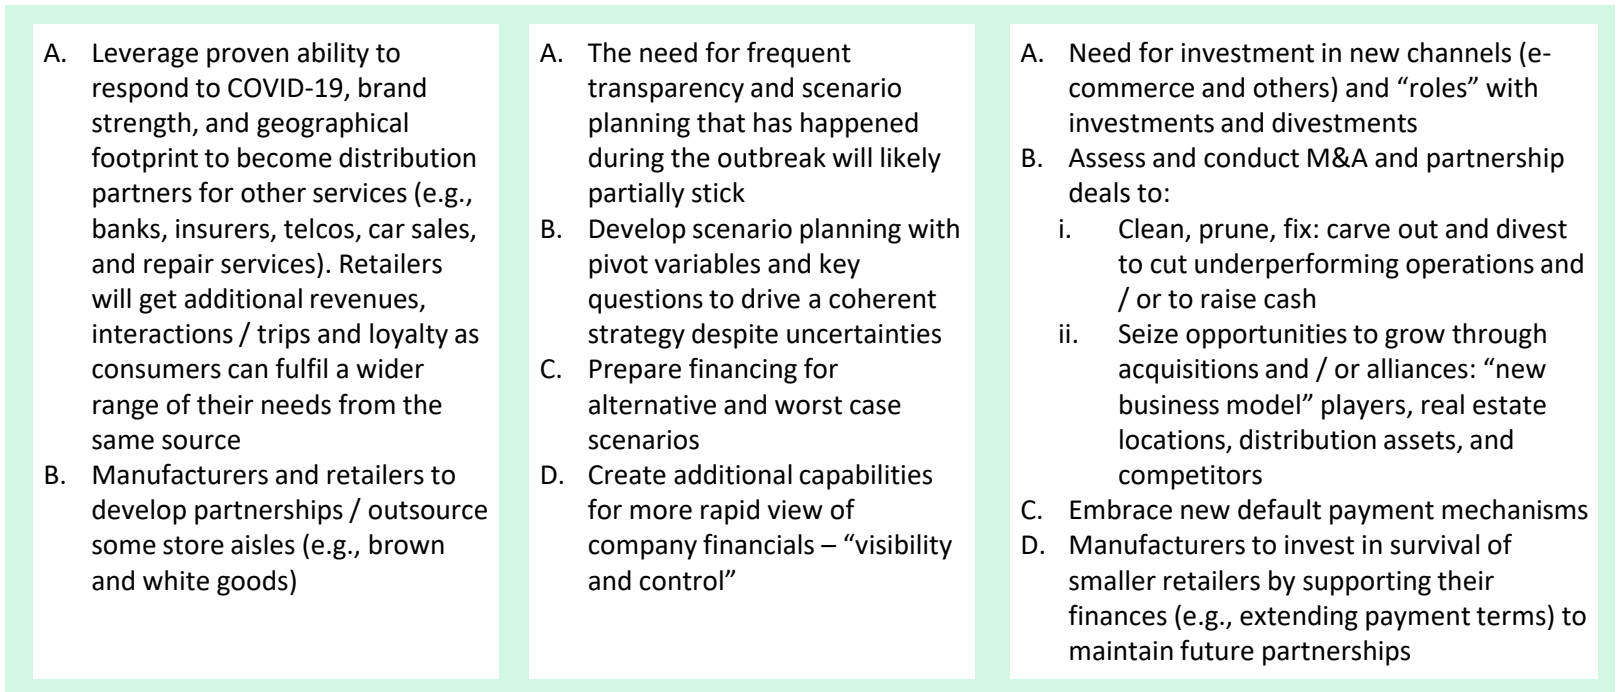 A. Leverage proven ability to
respond to COVID-19, brand
strength, and geographical
footprint to become distribution
partners for other services (e.g.,
banks, insurers, telcos, car sales,
and repair services). Retailers
will get additional revenues,
interactions / trips and loyalty as
consumers can fulfil a wider
range of their needs from the
same source
B. Manufacturers and retailers to
develop partnerships / outsource
some store aisles (e.g., brown
and white goods)
A. The need for frequent
transparency and scenario
planning that has happened
during the outbreak will likely
partially stick
B. Develop scenario planning with
pivot variables and key
questions to drive a coherent
strategy despite uncertainties
C. Prepare financing for
alternative and worst case
scenarios
D. Create additional capabilities
for more rapid view of
company financials – “visibility
and control”
A. Need for investment in new channels (e-
commerce and others) and “roles” with
investments and divestments
B. Assess and conduct M&A and partnership
deals to:
i. Clean, prune, fix: carve out and divest
to cut underperforming operations and
/ or to raise cash
ii. Seize opportunities to grow through
acquisitions and / or alliances: “new
business model” players, real estate
locations, distribution assets, and
competitors
C. Embrace new default payment mechanisms
D. Manufacturers to invest in survival of
smaller retailers by supporting their
finances (e.g., extending payment terms) to
maintain future partnerships